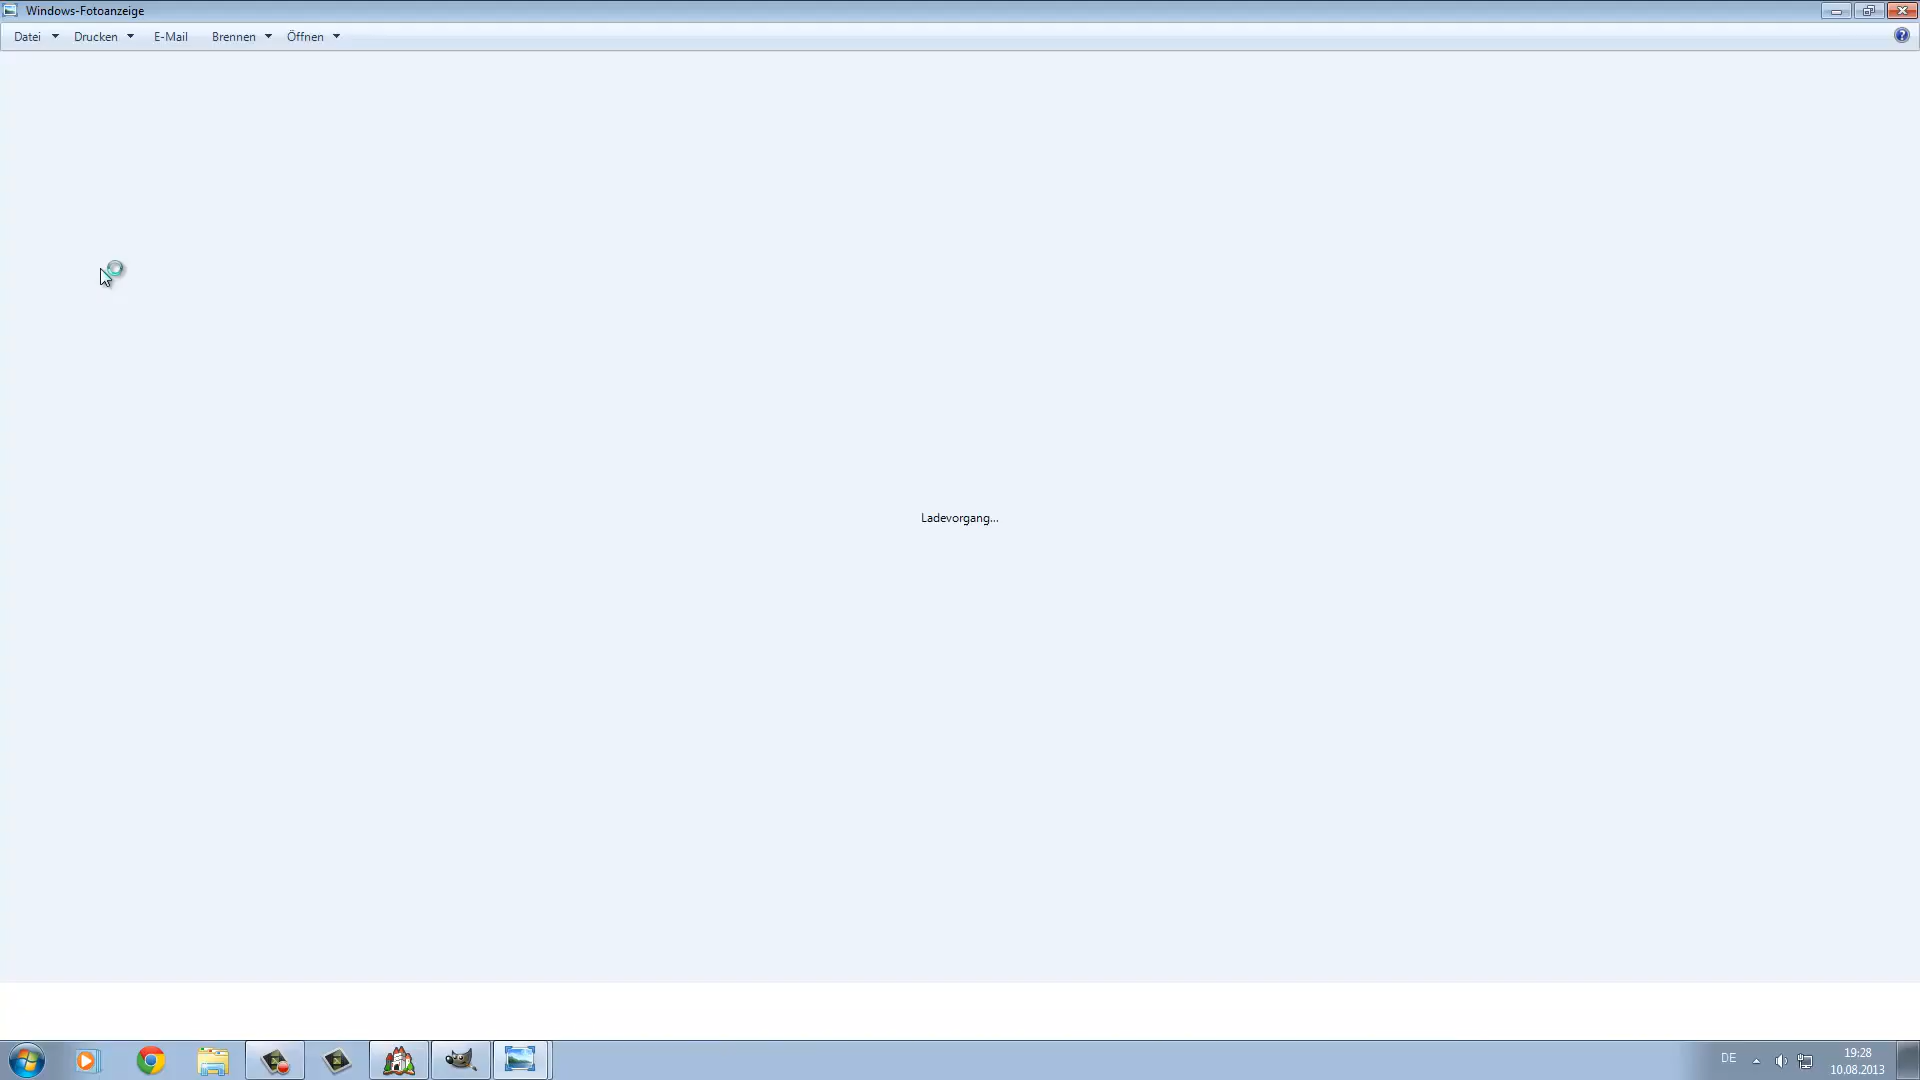 Windows-Fotoanzeige
Datei Drucken E-Mail Brennen Öffnen
Ladevorgang...
DE
19:28
10.08.2013